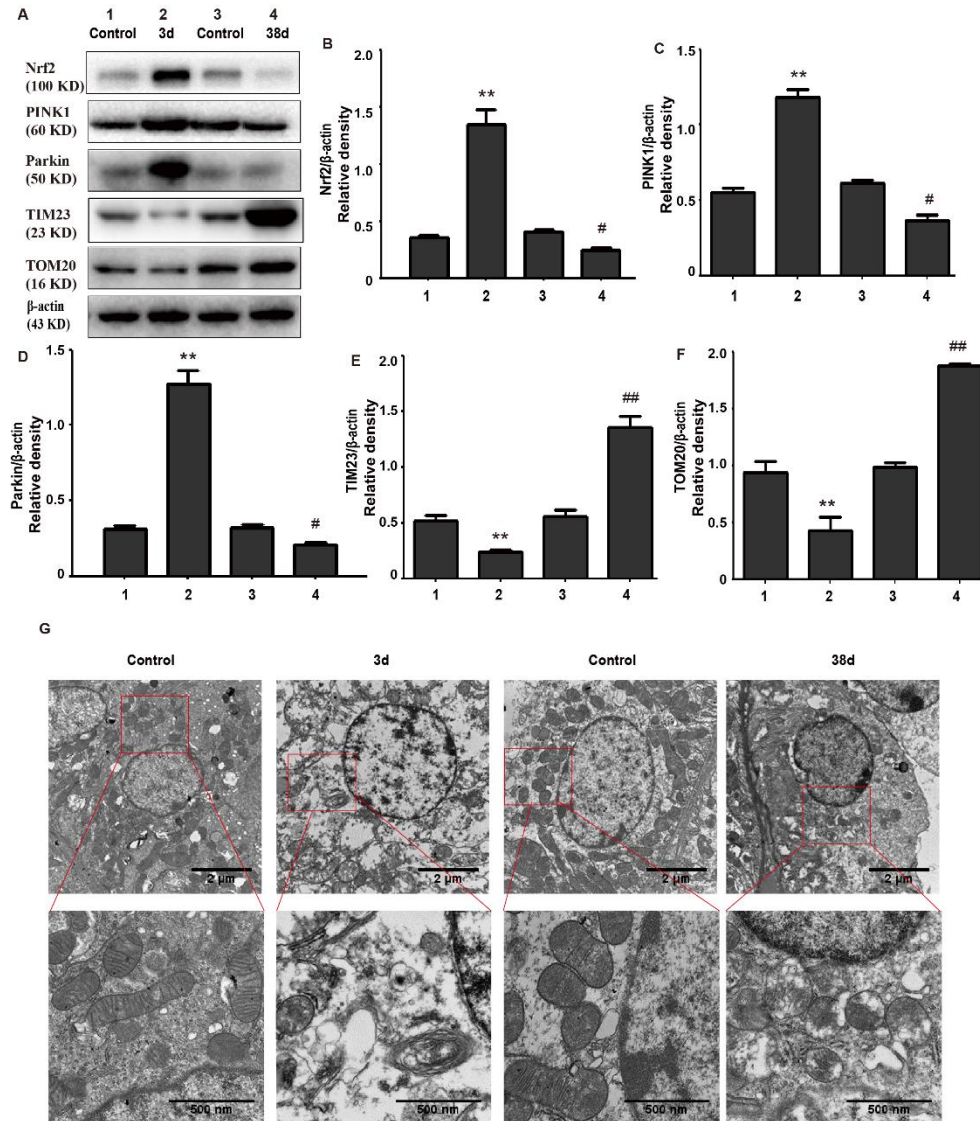 A
1 2 3 4
Control 3d Control 38d
Nrf2
(100 KD)
PINK1
(60 KD)
Parkin
(50 KD)
TIM23
(23 KD)
TOM20
(16 KD)
β-actin
(43 KD)
B
Nrf2/β-actin
Relative density
2.0
1.5
1.0
0.5
0
**
#
1 2 3 4
C
PINK1/β-actin
Relative density
1.5
1.0
0.5
0
**
#
1 2 3 4
D
Parkin/β-actin
Relative density
1.5
1.0
0.5
0
**
#
1 2 3 4
E
TIM23/β-actin
Relative density
2.0
1.5
1.0
0.5
0
**
##
1 2 3 4
F
TOM20/β-actin
Relative density
2.0
1.5
1.0
0.5
0
**
##
1 2 3 4
G
Control 3d Control 38d
2 μm 2 μm 2 μm 2 μm
500 nm 500 nm 500 nm 500 nm